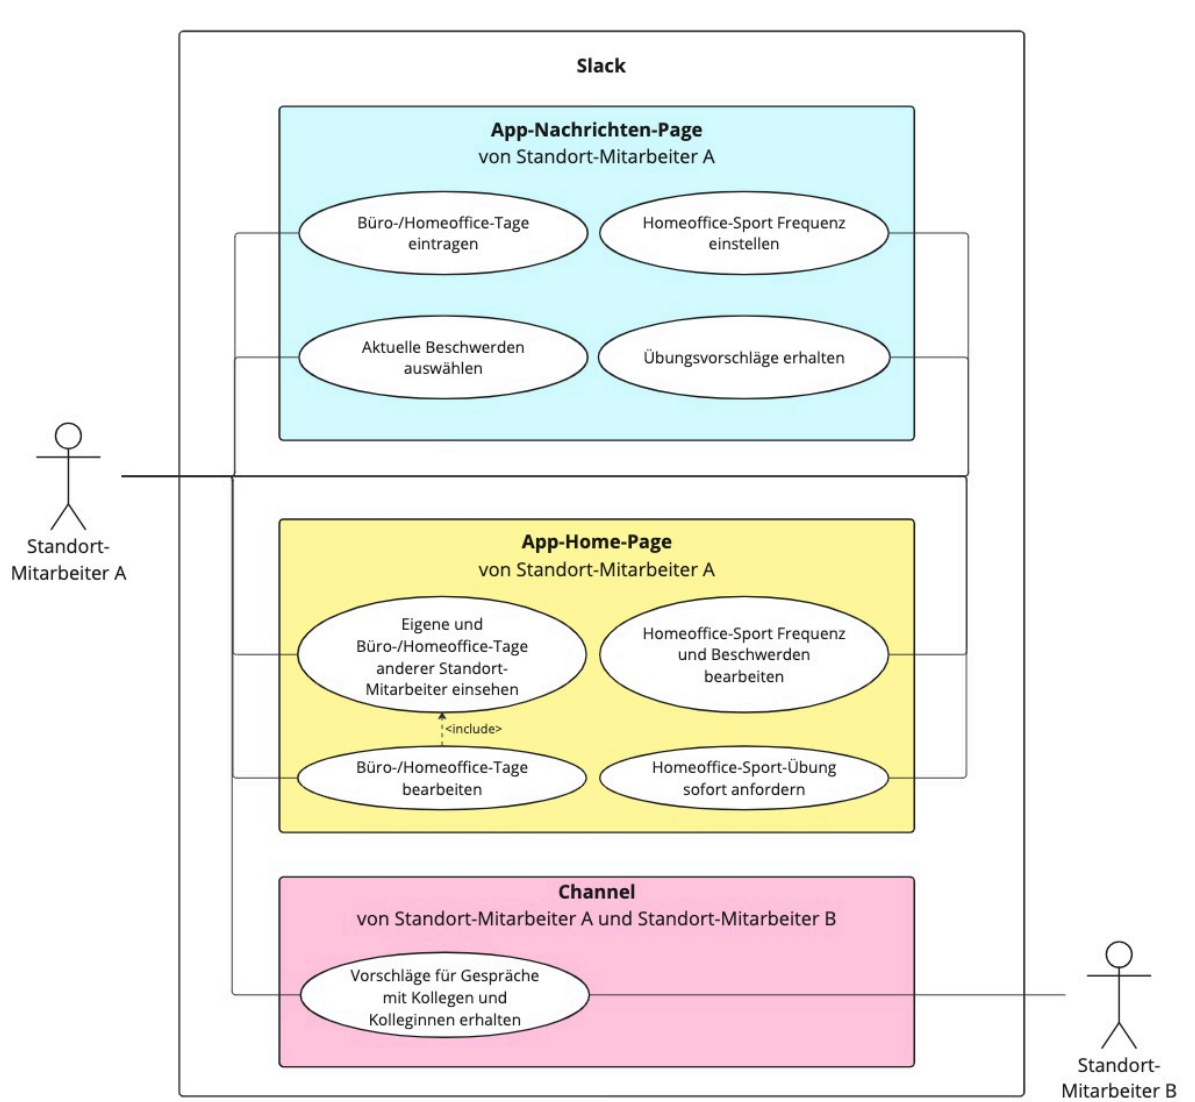 Slack
App-Nachrichten-Page
von Standort-Mitarbeiter A
Büro-/Homeoffice-Tage
eintragen
Homeoffice-Sport Frequenz
einstellen
Aktuelle Beschwerden
auswählen
Übungsvorschläge erhalten
Standort-
Mitarbeiter A
App-Home-Page
von Standort-Mitarbeiter A
Eigene und
Büro-/Homeoffice-Tage
anderer Standort-
Mitarbeiter einsehen
Homeoffice-Sport Frequenz
und Beschwerden
bearbeiten
<include>
Büro-/Homeoffice-Tage
bearbeiten
Homeoffice-Sport-Übung
sofort anfordern
Channel
von Standort-Mitarbeiter A und Standort-Mitarbeiter B
Vorschläge für Gespräche
mit Kollegen und
Kolleginnen erhalten
Standort-
Mitarbeiter B